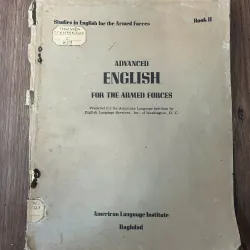 Studies in English for the Armed Forces
Book II
ADVANCED
ENGLISH
FOR THE ARMED FORCES
Prepared for the American Language Institute by
English Language Services, Inc. of Washington, D. C.
American Language Institute
Baghdad